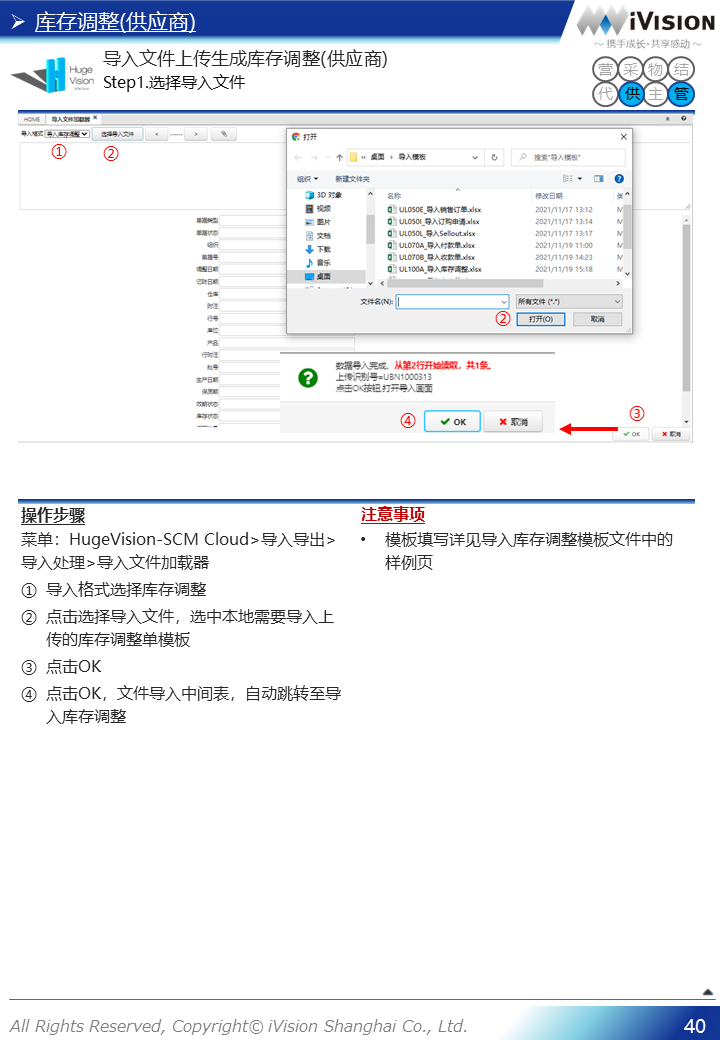 ➢ 库存调整(供应商)
iVISION
～ 携手成长·共享感动 ～
Huge Vision
导入文件上传生成库存调整(供应商)
Step1.选择导入文件
营 采 物 结
代 供 主 管
HOME 导入文件加载器 ×
导入格式 导入库存调整 选择导入文件 < ------- >
① ②
打开
« 桌面 › 导入模板 搜索"导入模板"
组织 新建文件夹
名称 修改日期
3D 对象
视频
图片
文档
下载
音乐
桌面
UL050E_导入销售订单.xlsx 2021/11/17 13:12
UL050I_导入订购申请.xlsx 2021/11/17 13:14
UL050L_导入Sellout.xlsx 2021/11/17 13:17
UL070A_导入付款单.xlsx 2021/11/19 11:00
UL070B_导入收款单.xlsx 2021/11/19 14:23
UL100A_导入库存调整.xlsx 2021/11/19 15:18
文件名(N): 所有文件 (*.*)
② 打开(O) 取消
单据类型
单据状态
组织
单据号
调整日期
记账日期
仓库
附注
行号
库位
产品
行附注
批号
生产日期
保质期
效期状态
库存状态
数据导入完成。从第2行开始读取，共1条。
上传识别号=UBN1000313
点击OK按钮,打开导入画面
④ OK 取消
③
OK 取消
操作步骤
菜单：HugeVision-SCM Cloud>导入导出>
导入处理>导入文件加载器
① 导入格式选择库存调整
② 点击选择导入文件，选中本地需要导入上
传的库存调整单模板
③ 点击OK
④ 点击OK，文件导入中间表，自动跳转至导
入库存调整
注意事项
• 模板填写详见导入库存调整模板文件中的
样例页
All Rights Reserved, Copyright© iVision Shanghai Co., Ltd.
40